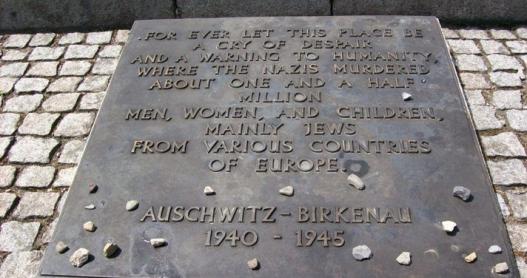 FOR EVER LET THIS PLACE BE
A CRY OF DESPAIR
AND A WARNING TO HUMANITY,
WHERE THE NAZIS MURDERED
ABOUT ONE AND A HALF
MILLION
MEN, WOMEN, AND CHILDREN,
MAINLY JEWS
FROM VARIOUS COUNTRIES
OF EUROPE.
AUSCHWITZ-BIRKENAU
1940 - 1945